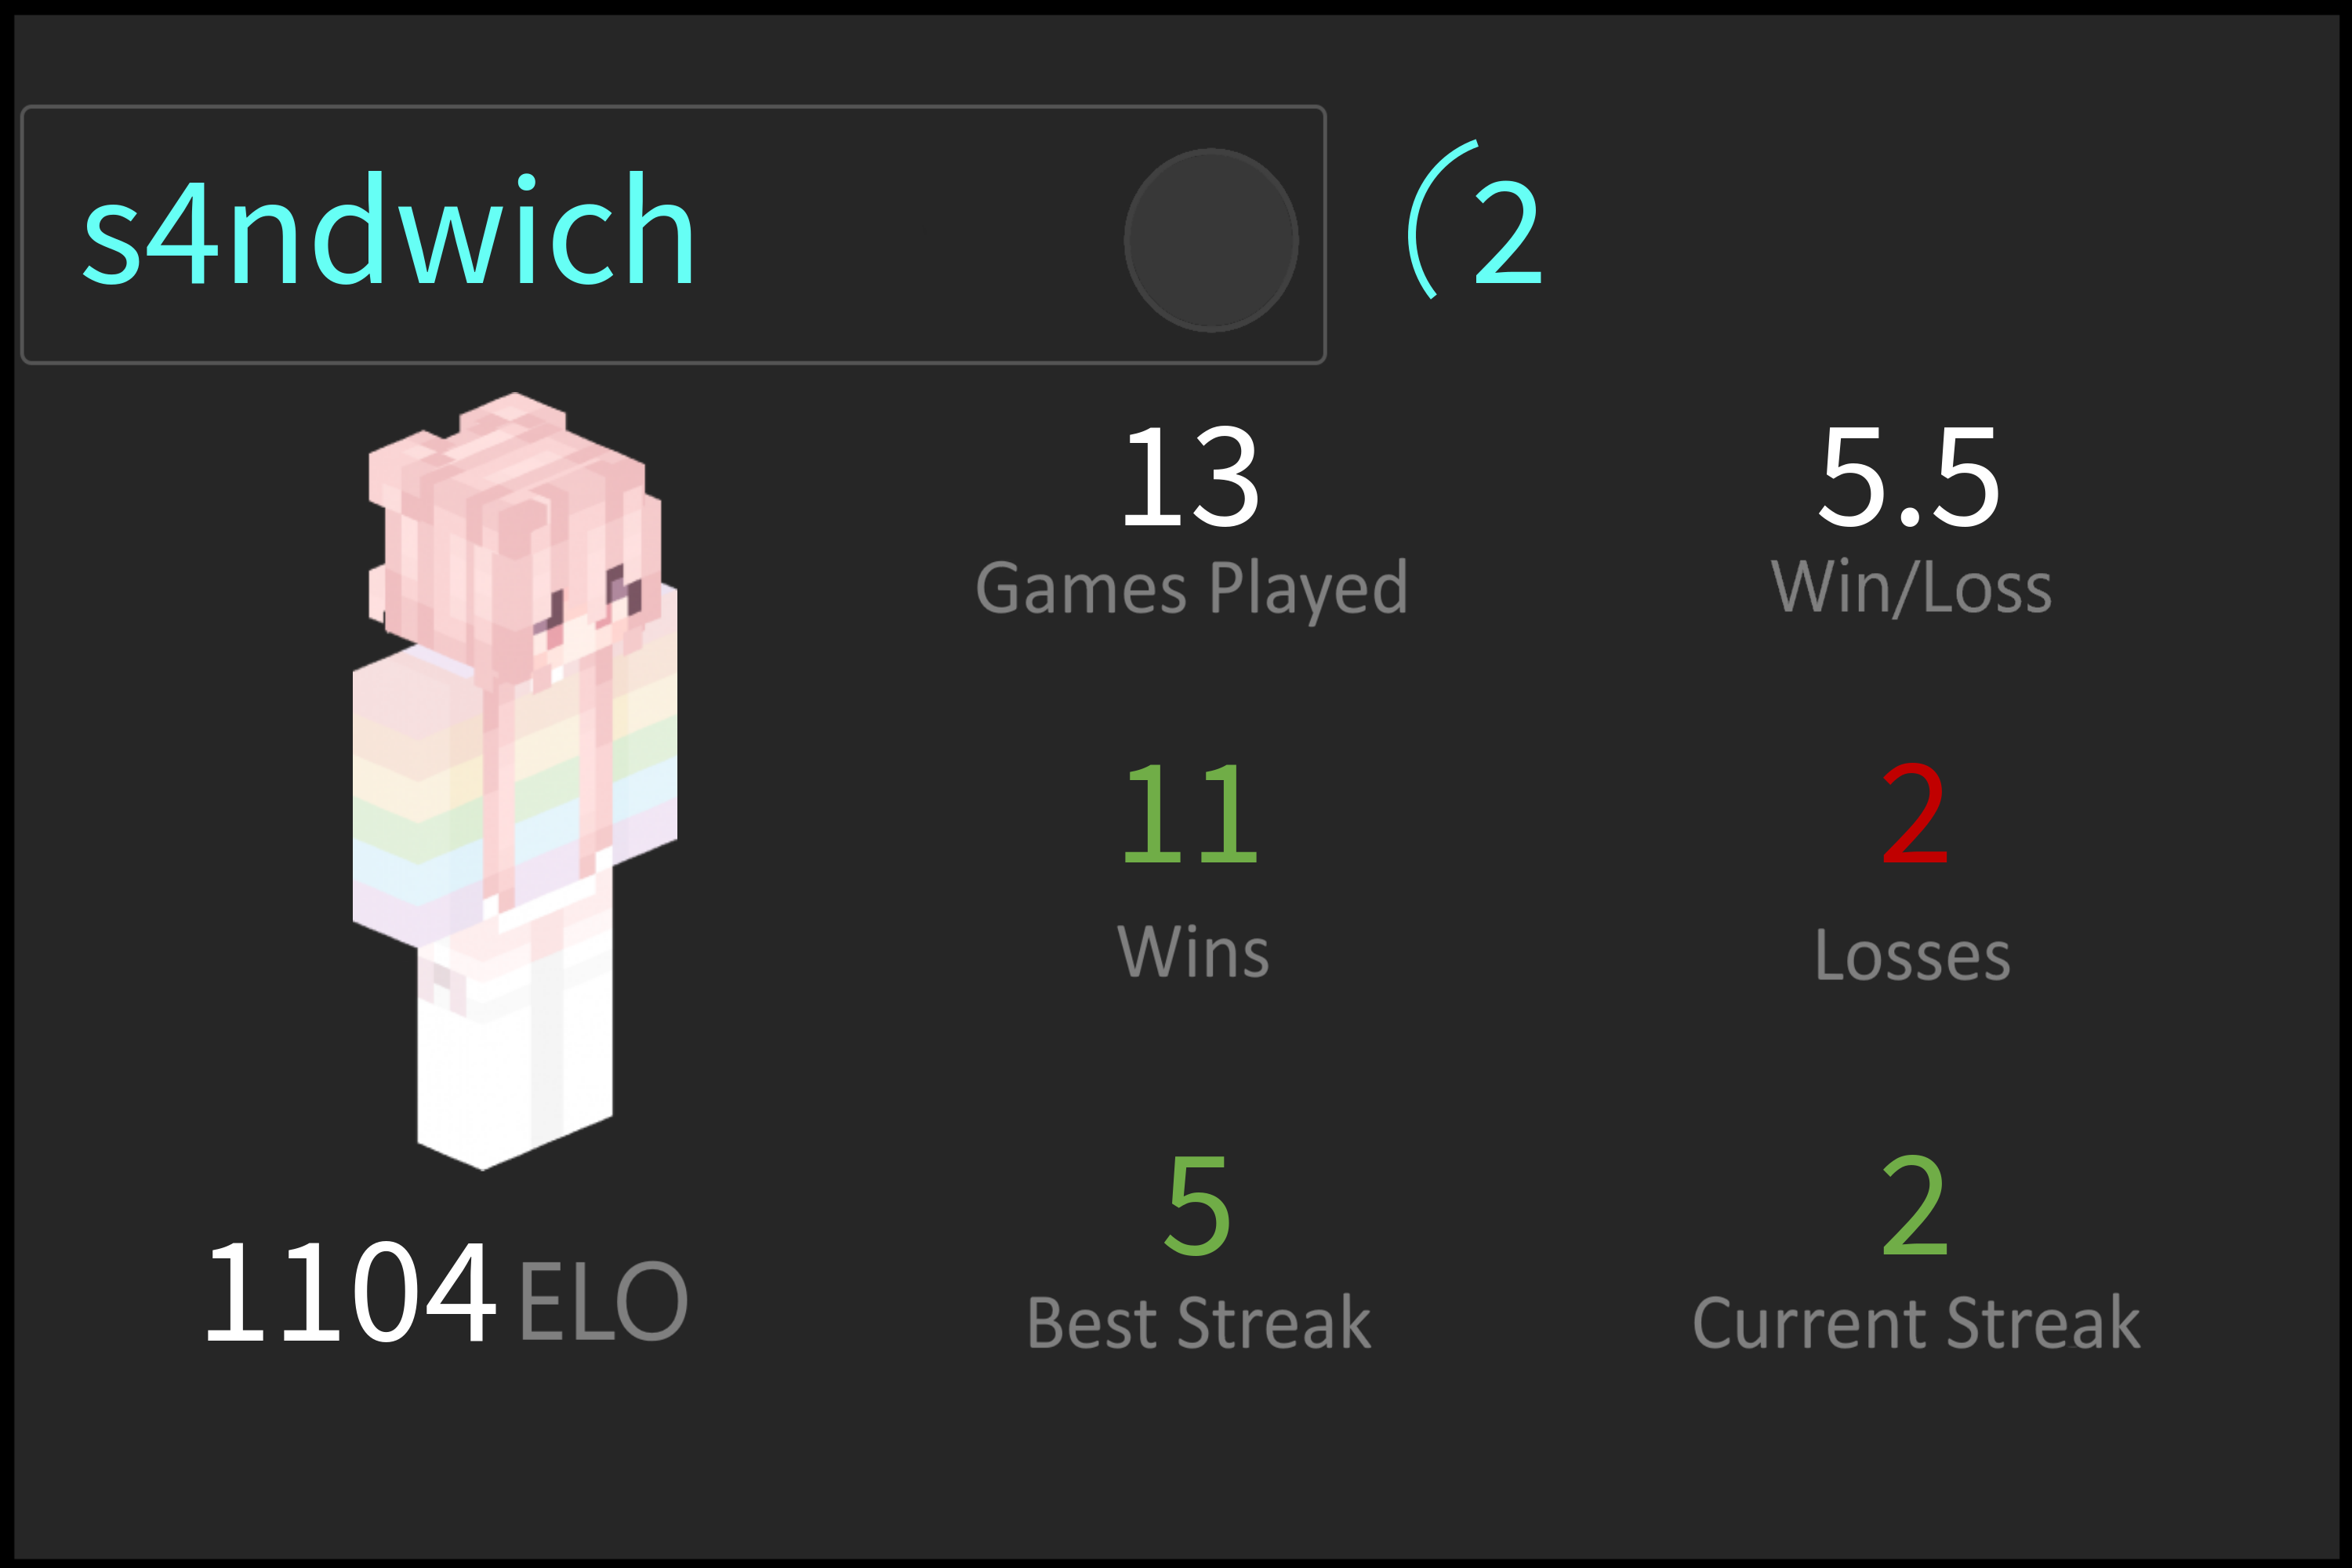 s4ndwich 2
13 5.5
Games Played Win/Loss
11 2
Wins Losses
5 2
1104 ELO Best Streak Current Streak